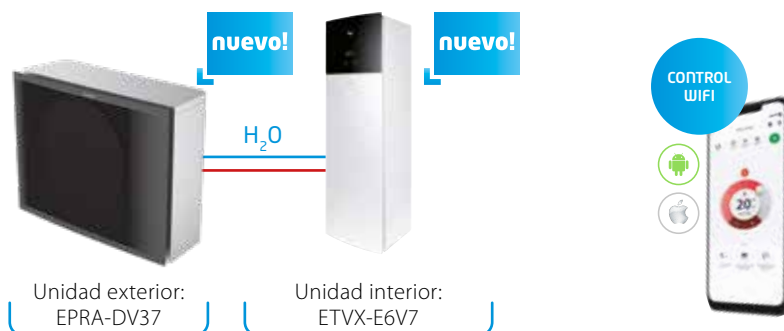 nuevo!
nuevo!
CONTROL
WIFI
H₂O
20°
Unidad exterior:
EPRA-DV37
Unidad interior:
ETVX-E6V7